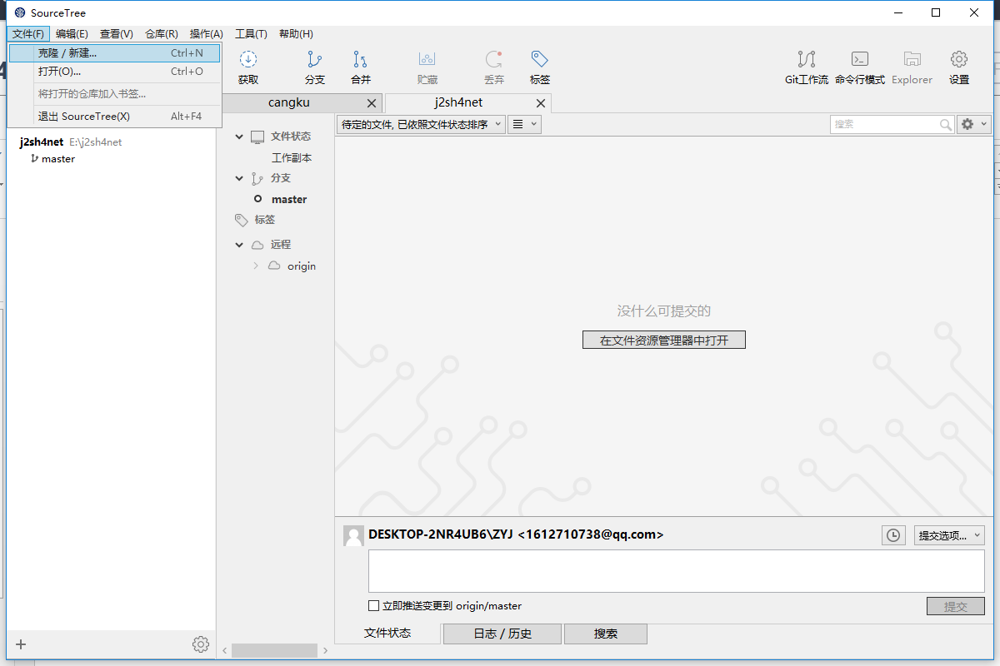 SourceTree
文件(F) 编辑(E) 查看(V) 仓库(R) 操作(A) 工具(T) 帮助(H)
克隆 / 新建... Ctrl+N
打开(O)... Ctrl+O
将打开的仓库加入书签...
退出 SourceTree(X) Alt+F4
获取 分支 合并 贮藏 丢弃 标签 Git工作流 命令行模式 Explorer 设置
cangku j2sh4net
待定的文件, 已依照文件状态排序 搜索
j2sh4net E:\j2sh4net
master
文件状态
工作副本
分支
master
标签
远程
origin
没什么可提交的
在文件资源管理器中打开
DESKTOP-2NR4UB6\ZYJ <1612710738@qq.com>
提交选项...
立即推送变更到 origin/master
提交
文件状态 日志 / 历史 搜索